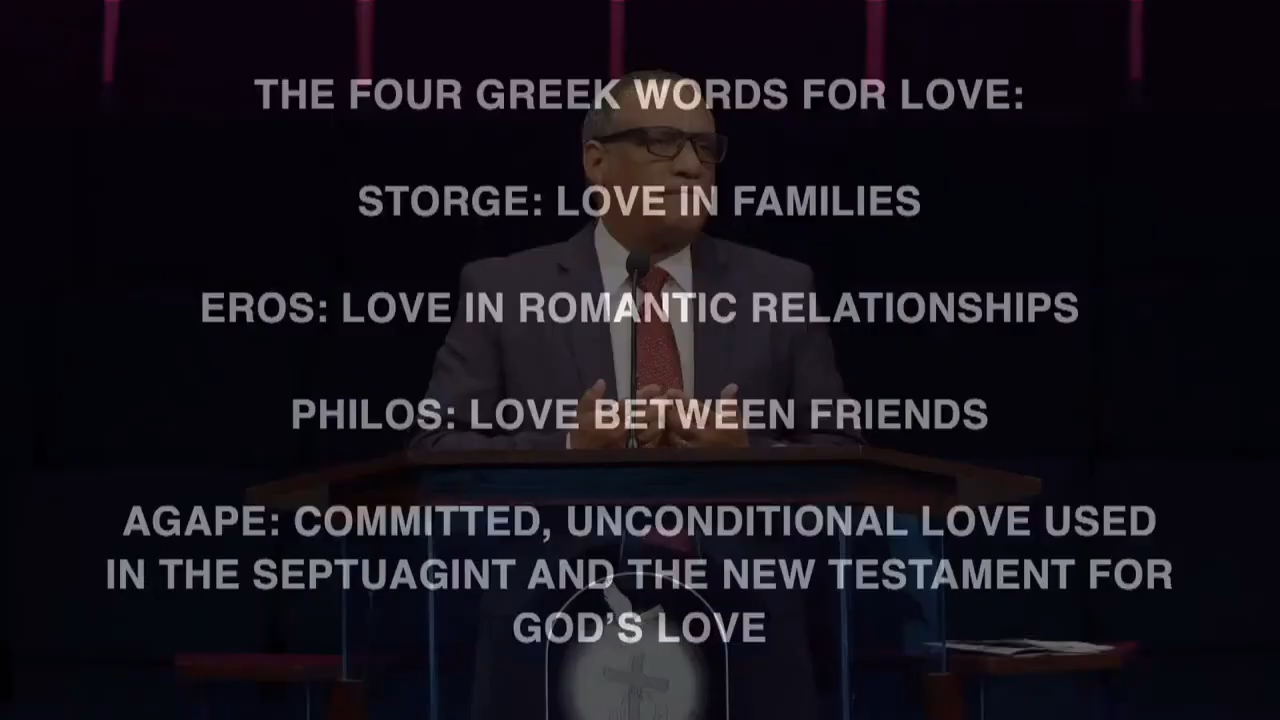 THE FOUR GREEK WORDS FOR LOVE:
STORGE: LOVE IN FAMILIES
EROS: LOVE IN ROMANTIC RELATIONSHIPS
PHILOS: LOVE BETWEEN FRIENDS
AGAPE: COMMITTED, UNCONDITIONAL LOVE USED
IN THE SEPTUAGINT AND THE NEW TESTAMENT FOR
GOD’S LOVE